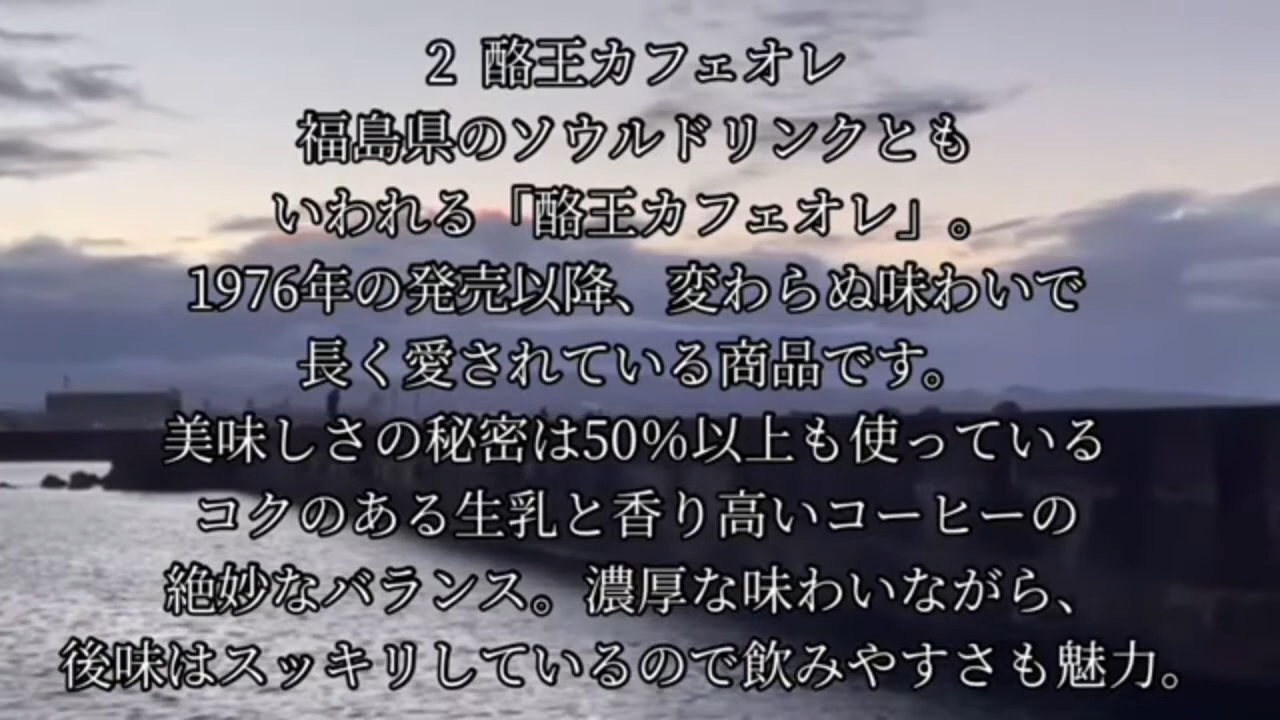 2 酪王カフェオレ
福島県のソウルドリンクとも
いわれる「酪王カフェオレ」。
1976年の発売以降、変わらぬ味わいで
長く愛されている商品です。
美味しさの秘密は50%以上も使っている
コクのある生乳と香り高いコーヒーの
絶妙なバランス。濃厚な味わいながら、
後味はスッキリしているので飲みやすさも魅力。